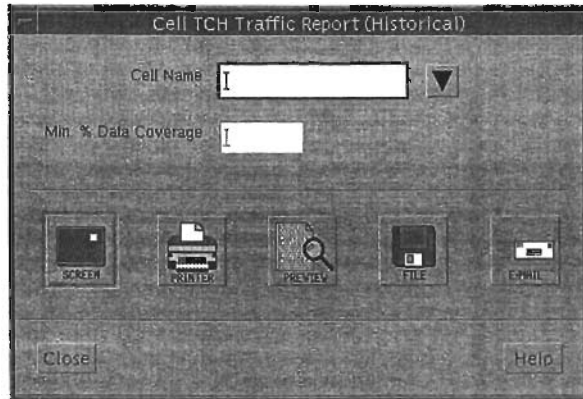 Cell TCH Traffic Report (Historical)
Cell Name
Min. % Data Coverage
SCREEN
PRINTER
PREVIEW
FILE
E-MAIL
Close
Help